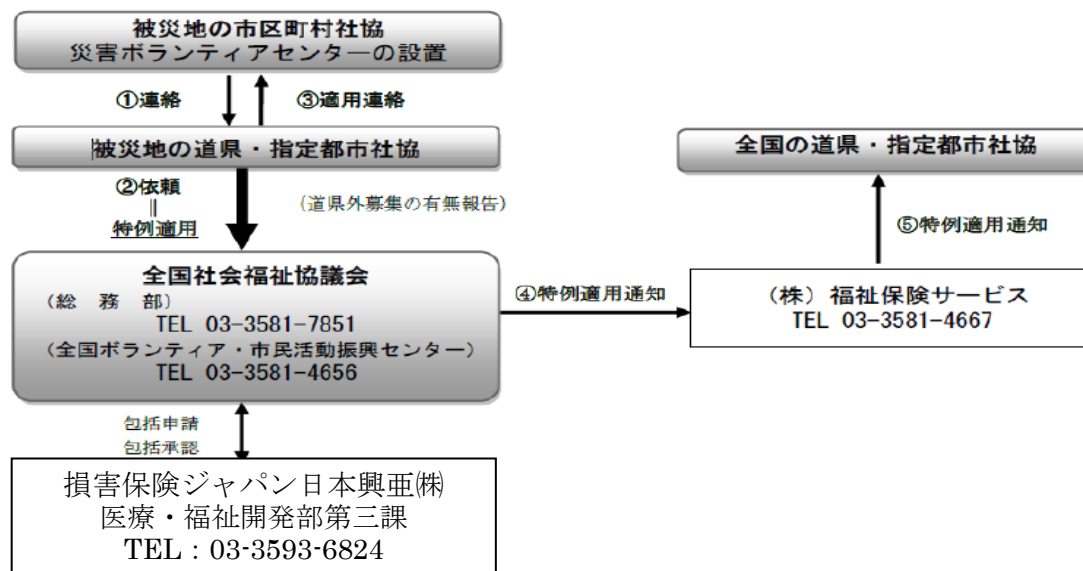 被災地の市区町村社協
災害ボランティアセンターの設置
①連絡
③適用連絡
被災地の道県・指定都市社協
全国の道県・指定都市社協
②依頼
||
特例適用
(道県外募集の有無報告)
⑤特例適用通知
全国社会福祉協議会
(総 務 部)
TEL 03-3581-7851
(全国ボランティア・市民活動振興センター)
TEL 03-3581-4656
④特例適用通知
(株)福祉保険サービス
TEL 03-3581-4667
包括申請
包括承認
損害保険ジャパン日本興亜㈱
医療・福祉開発部第三課
TEL：03-3593-6824